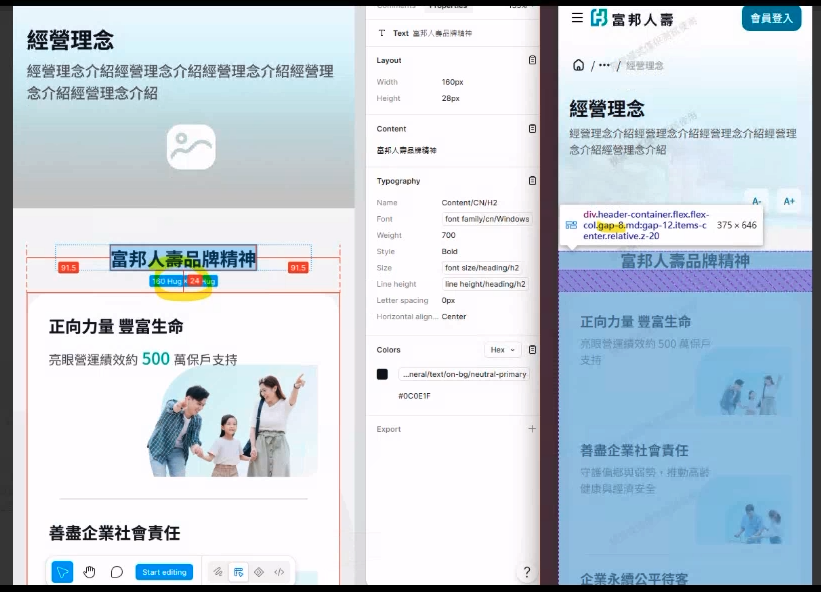 經營理念
經營理念介紹經營理念介紹經營理念介紹經營理
念介紹經營理念介紹
富邦人壽品牌精神
91.5
91.5
160 Hug ×
24
ug
正向力量 豐富生命
亮眼營運績效約 500 萬保戶支持
善盡企業社會責任
Start editing
Text 富邦人壽品牌精神
Layout
Width 160px
Height 28px
Content
富邦人壽品牌精神
Typography
Name Content/CN/H2
Font font family/cn/Windows
Weight 700
Style Bold
Size font size/heading/h2
Line height line height/heading/h2
Letter spacing 0px
Horizontal align... Center
Colors Hex
...neral/text/on-bg/neutral-primary
#0C0E1F
Export
?
富邦人壽
會員登入
/ ··· / 經營理念
經營理念
經營理念介紹經營理念介紹經營理念介紹經營理
念介紹經營理念介紹
A-
A+
div.header-container.flex.flex-
col.gap-8.md:gap-12.items-c
enter.relative.z-20
375 × 646
富邦人壽品牌精神
正向力量 豐富生命
亮眼營運績效約 500 萬保戶
支持
善盡企業社會責任
守護偏鄉與弱勢，推動高齡
健康與經濟安全
企業永續公平待客